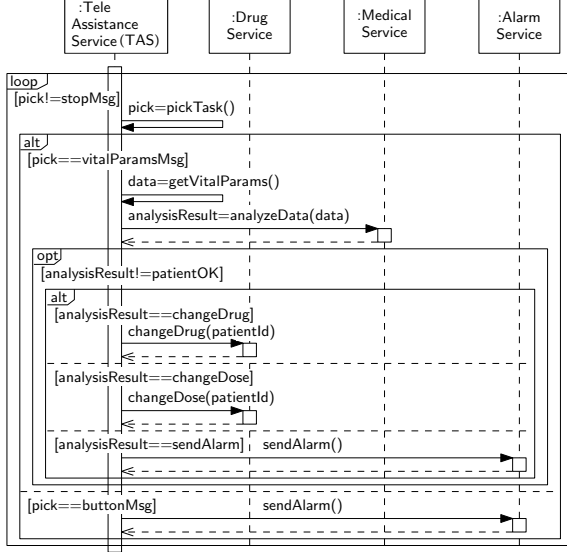 :Tele
Assistance
Service (TAS)
:Drug
Service
:Medical
Service
:Alarm
Service
loop
[pick!=stopMsg]
pick=pickTask()
alt
[pick==vitalParamsMsg]
data=getVitalParams()
analysisResult=analyzeData(data)
opt
[analysisResult!=patientOK]
alt
[analysisResult==changeDrug]
changeDrug(patientId)
[analysisResult==changeDose]
changeDose(patientId)
[analysisResult==sendAlarm] sendAlarm()
[pick==buttonMsg] sendAlarm()